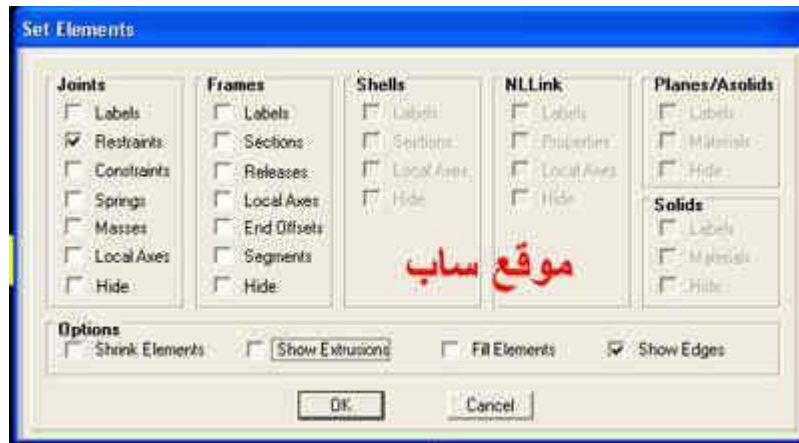 Set Elements
Joints
Labels
Restraints
Constraints
Springs
Masses
Local Axes
Hide
Frames
Labels
Sections
Releases
Local Axes
End Offsets
Segments
Hide
Shells
Labels
Sections
Local Axes
Hide
NLLink
Labels
Properties
Local Axes
Hide
Planes/Asolids
Labels
Materials
Hide
Solids
Labels
Materials
Hide
موقع ساب
Options
Shrink Elements
Show Extrusions
Fill Elements
Show Edges
OK
Cancel